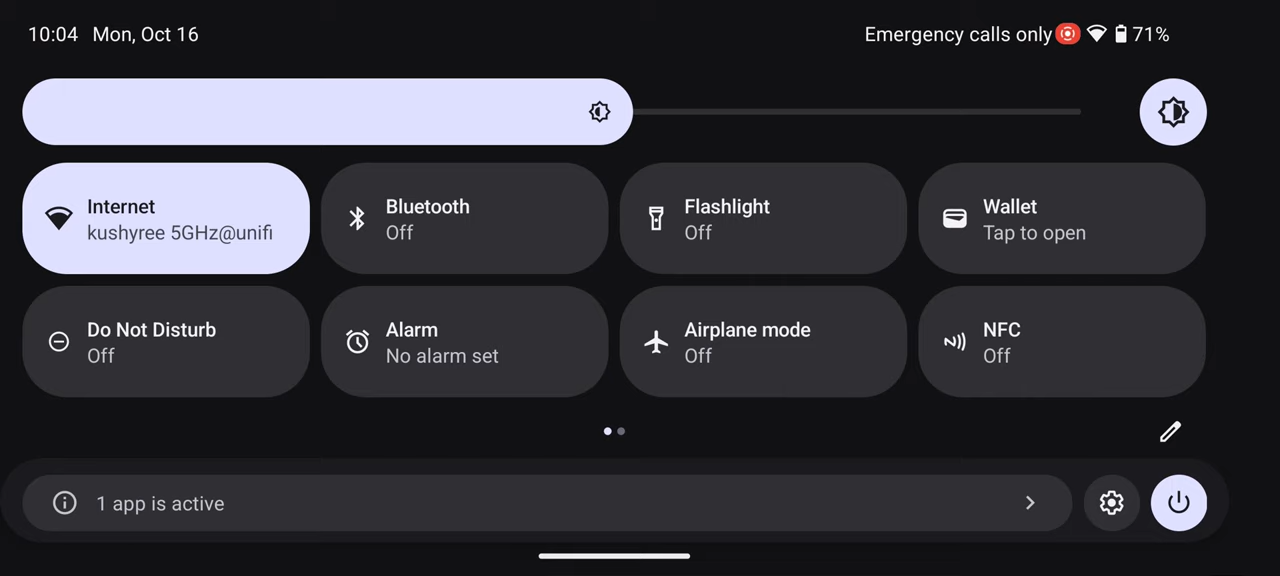 10:04 Mon, Oct 16
Emergency calls only 71%
Internet
kushyree 5GHz@unifi
Bluetooth
Off
Flashlight
Off
Wallet
Tap to open
Do Not Disturb
Off
Alarm
No alarm set
Airplane mode
Off
NFC
Off
1 app is active